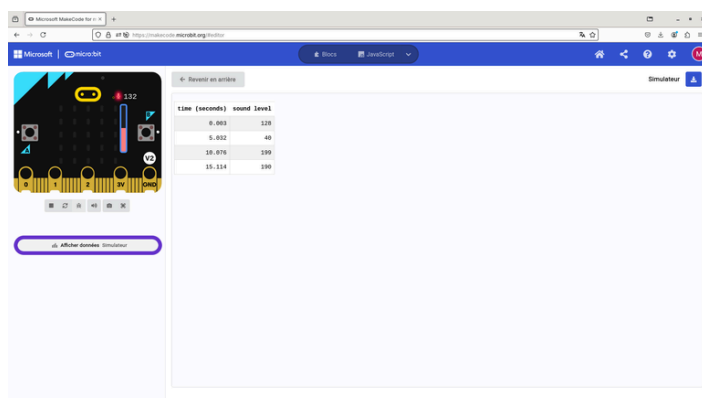 Microsoft MakeCode for
https://makecode.microbit.org/#editor
Microsoft | micro:bit
Blocs
JavaScript
M
← Revenir en arrière
Simulateur
132
A
B
V2
0 1 2 3V GND
Afficher données Simulateur
time (seconds) sound level
0.003 128
5.032 40
10.076 199
15.114 190